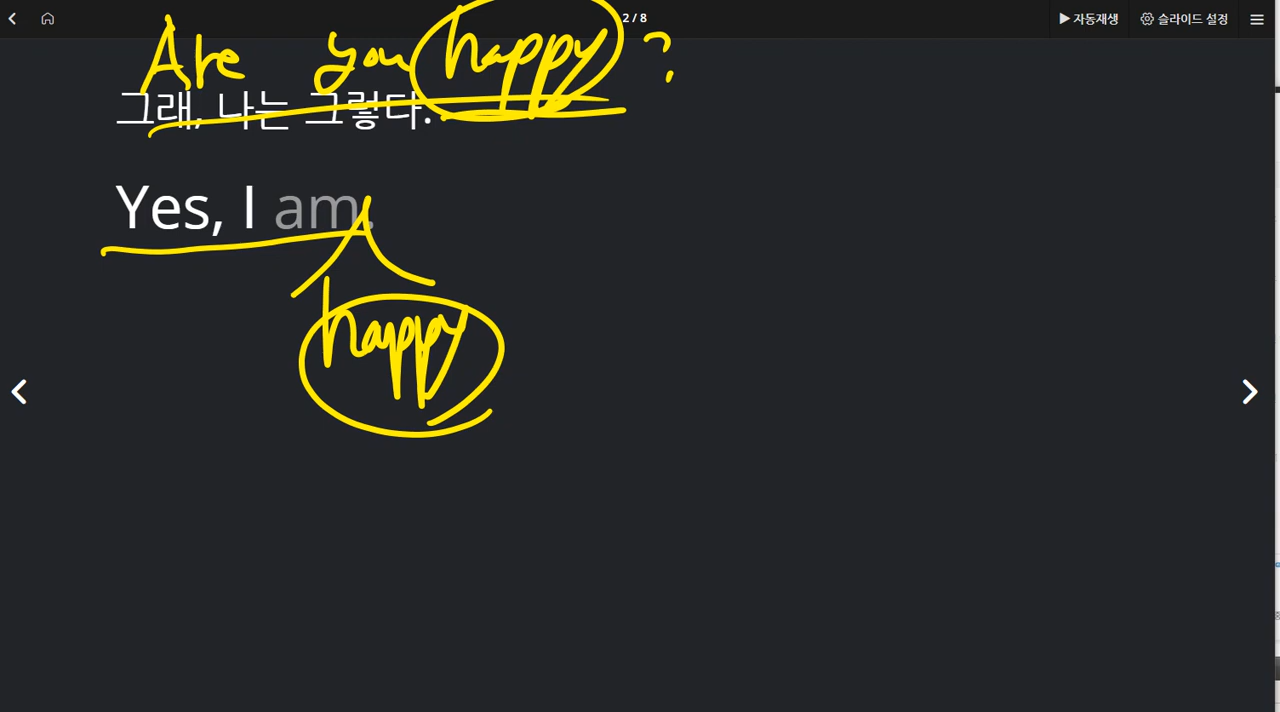 2 / 8 자동재생 슬라이드 설정
Are you happy ?
그래, 나는 그렇다.
Yes, I am.
happy